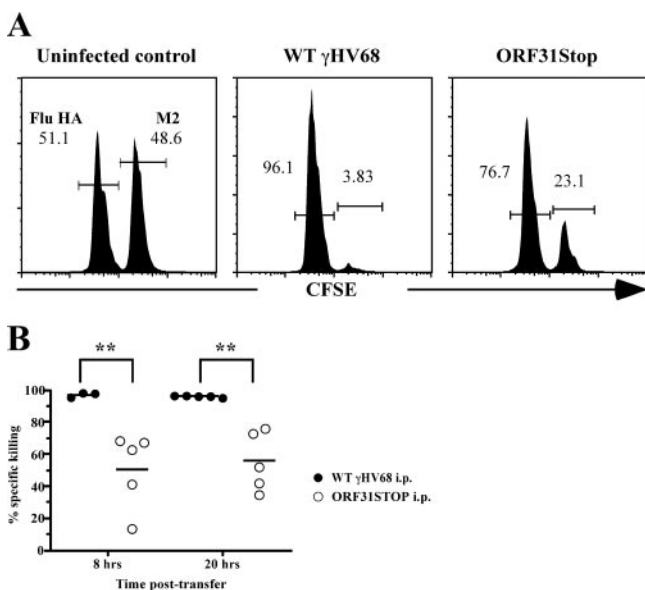 A
Uninfected control
WT γHV68
ORF31Stop
Flu HA
51.1
M2
48.6
96.1
3.83
76.7
23.1
CFSE
B
**
**
100
80
60
40
20
0
% specific killing
8 hrs
20 hrs
Time post-transfer
WT γHV68 i.p.
ORF31STOP i.p.